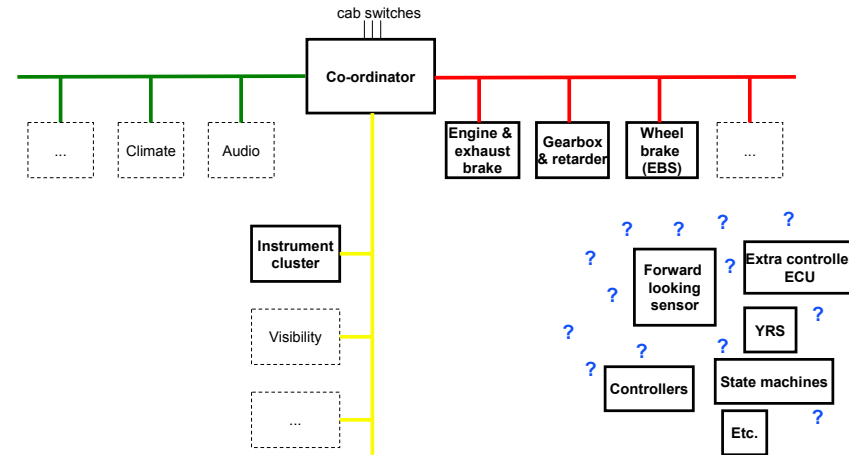 cab switches
Co-ordinator
...
Climate
Audio
Engine &
exhaust
brake
Gearbox
& retarder
Wheel
brake
(EBS)
...
Instrument
cluster
Visibility
...
? ? ? ?
?
?
?
?
?
?
?
?
?
?
Forward
looking
sensor
Extra controlle
ECU
YRS
Controllers
State machines
Etc.